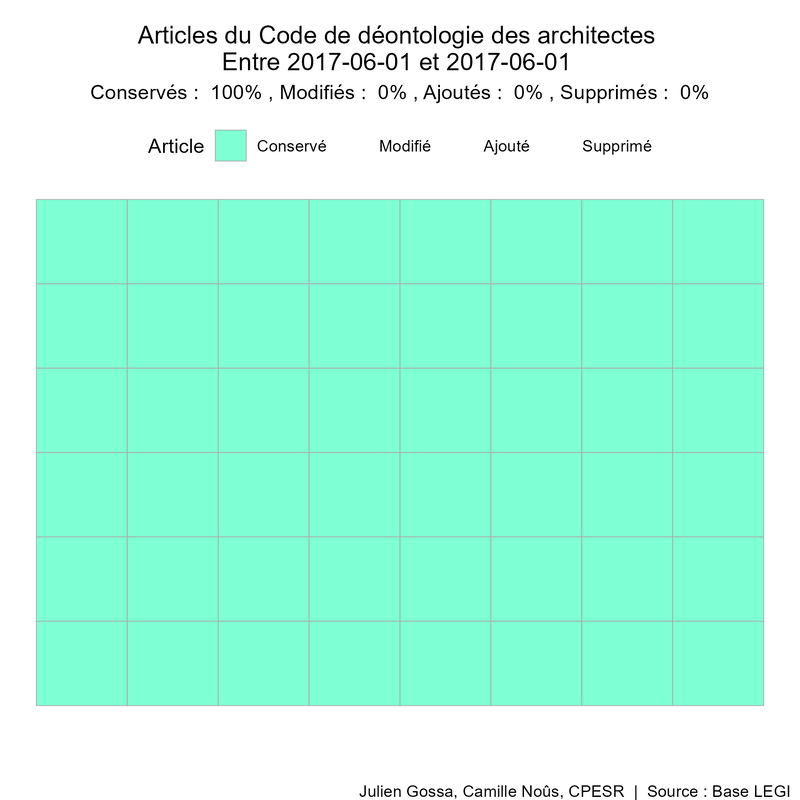 Articles du Code de déontologie des architectes
Entre 2017-06-01 et 2017-06-01
Conservés :  100% , Modifiés :  0% , Ajoutés :  0% , Supprimés :  0%
Article Conservé Modifié Ajouté Supprimé
Julien Gossa, Camille Noûs, CPESR  |  Source : Base LEGI